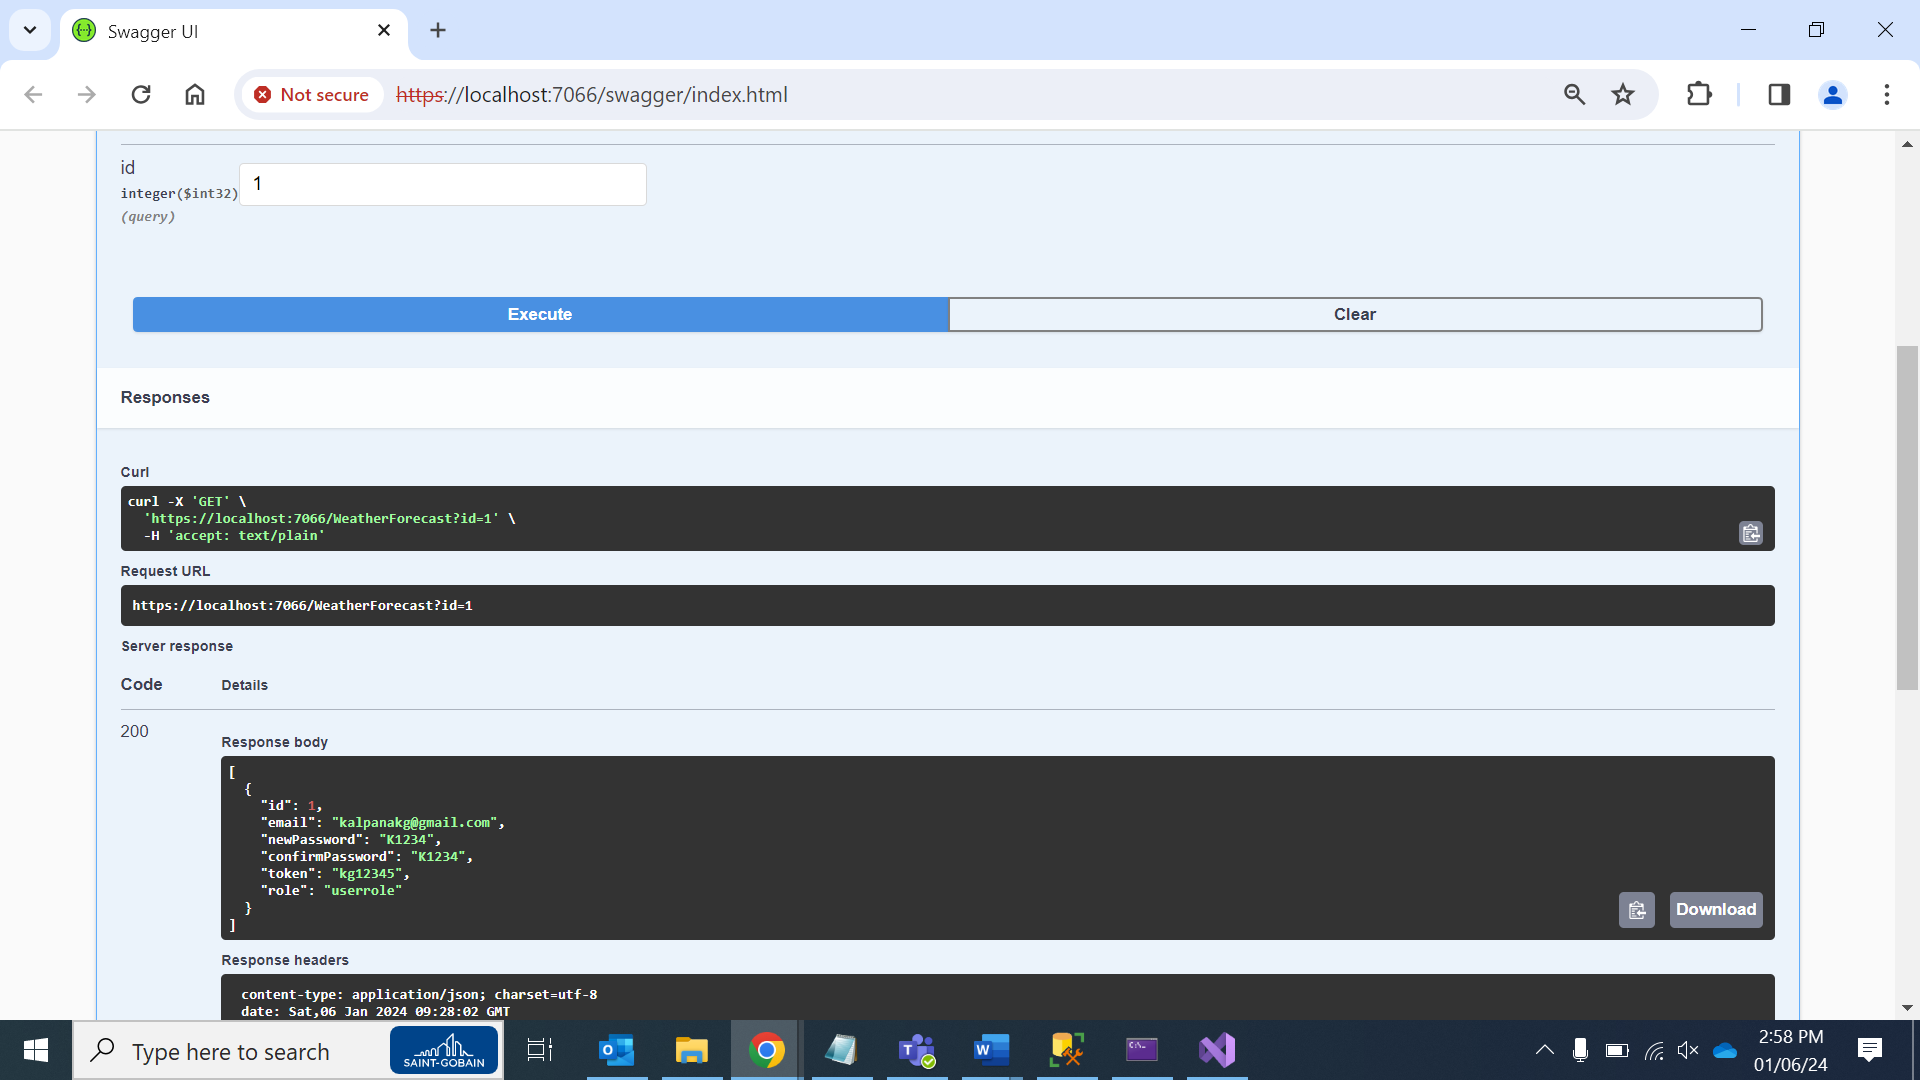 Swagger UI
Not secure
https://localhost:7066/swagger/index.html
id
integer($int32)
(query)
1
Execute
Clear
Responses
Curl
curl -X 'GET' \
'https://localhost:7066/WeatherForecast?id=1' \
-H 'accept: text/plain'
Request URL
https://localhost:7066/WeatherForecast?id=1
Server response
Code
Details
200
Response body
[
{
"id": 1,
"email": "kalpanakg@gmail.com",
"newPassword": "K1234",
"confirmPassword": "K1234",
"token": "kg12345",
"role": "userrole"
}
]
Download
Response headers
content-type: application/json; charset=utf-8
date: Sat,06 Jan 2024 09:28:02 GMT
Type here to search
SAINT-GOBAIN
2:58 PM
01/06/24